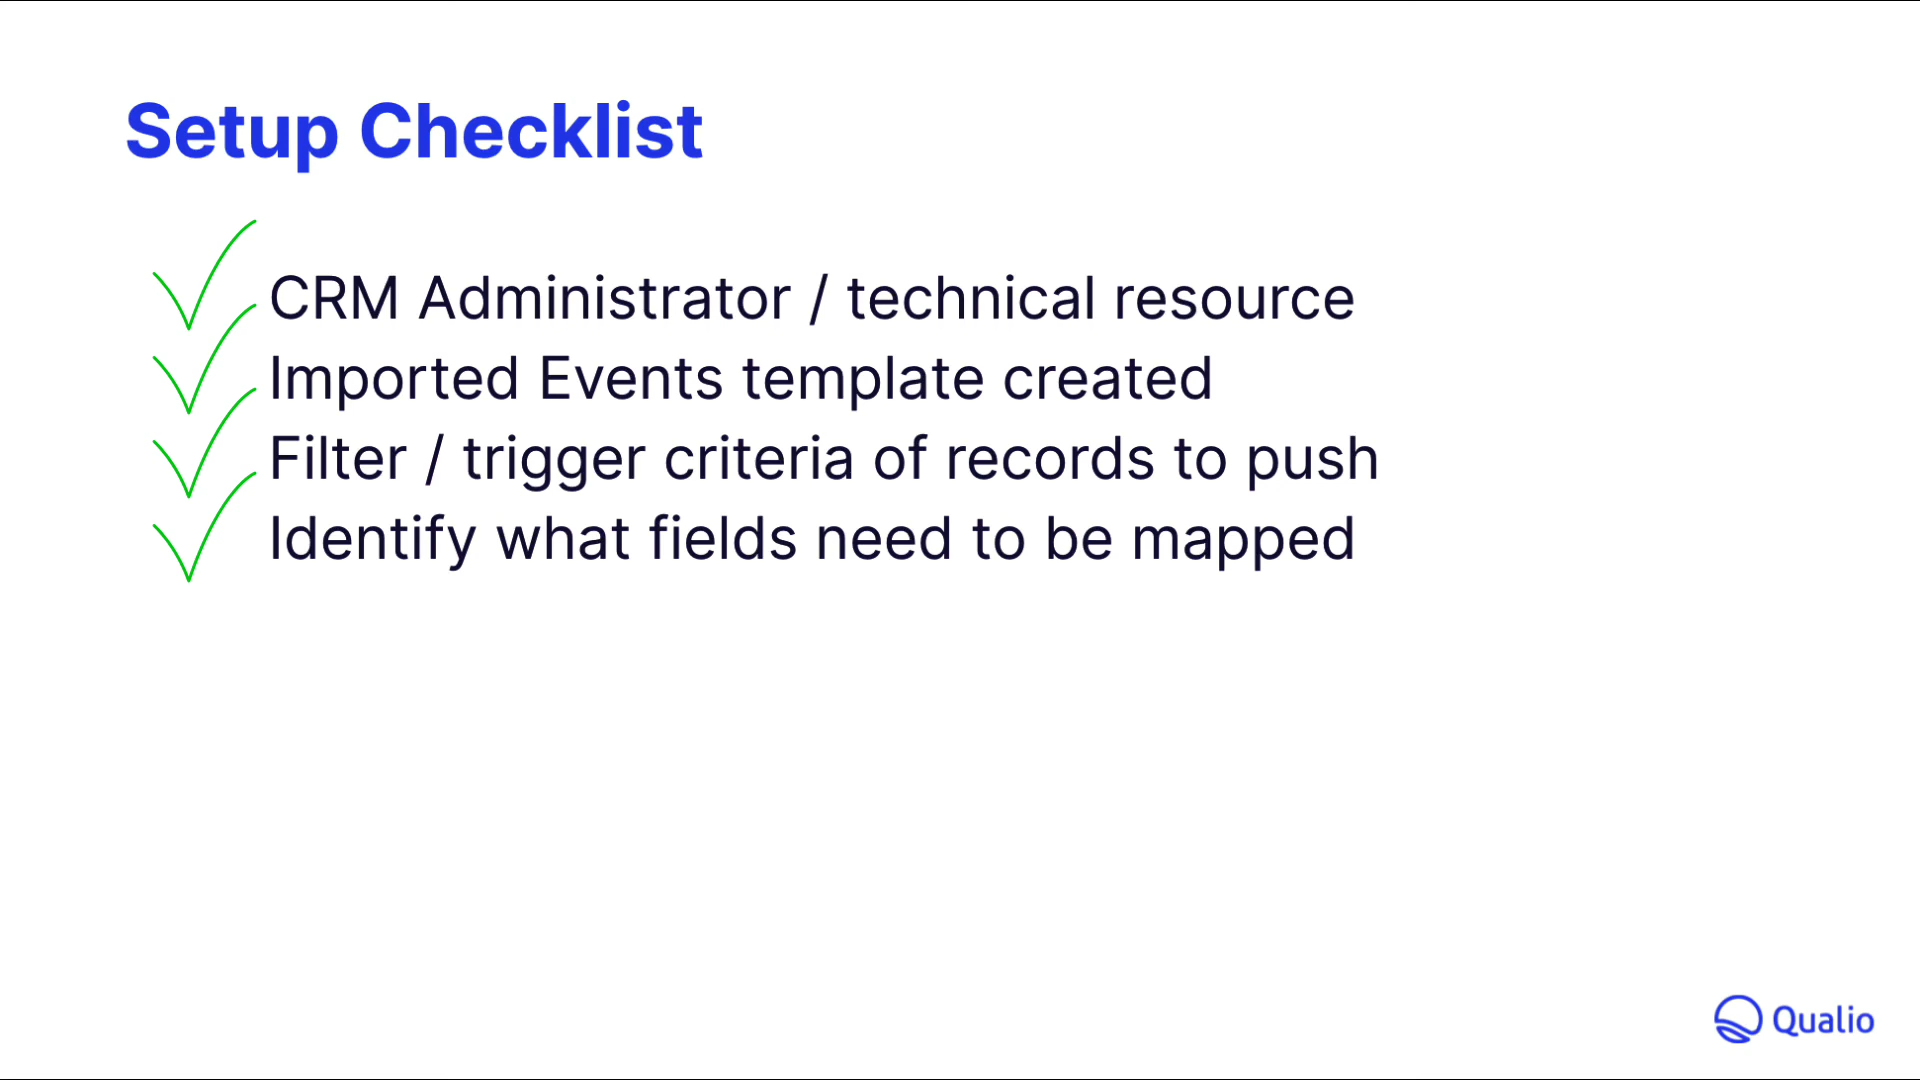 Setup Checklist
CRM Administrator / technical resource
Imported Events template created
Filter / trigger criteria of records to push
Identify what fields need to be mapped
Qualio